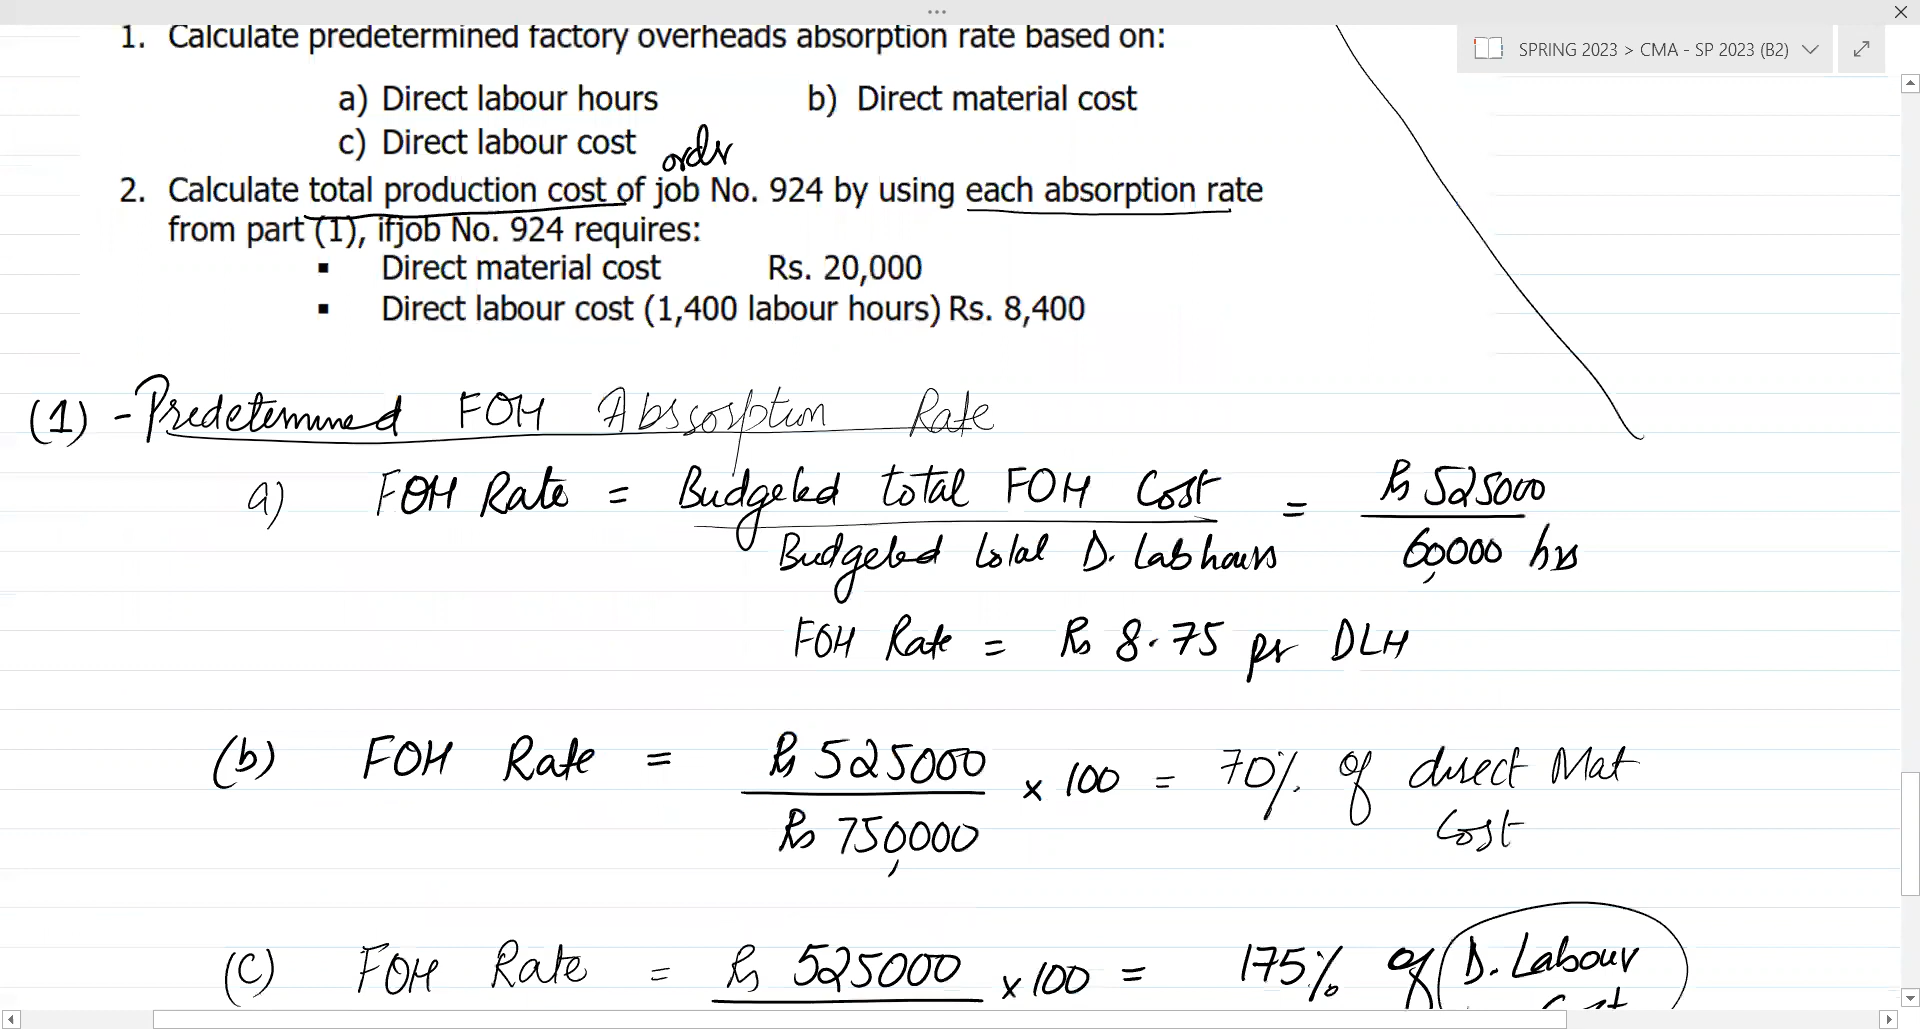 SPRING 2023 > CMA - SP 2023 (B2)
1. Calculate predetermined factory overheads absorption rate based on:
a) Direct labour hours b) Direct material cost
c) Direct labour cost
order
2. Calculate total production cost of job No. 924 by using each absorption rate
from part (1), ifjob No. 924 requires:
▪ Direct material cost Rs. 20,000
▪ Direct labour cost (1,400 labour hours) Rs. 8,400
(1) - Predetermined FOH Abscorption Rate
a) FOH Rate = Budgeted total FOH Cost = Rs 525000
Budgeted total D. Lab hours 60,000 hrs
FOH Rate = Rs 8.75 per DLH
(b) FOH Rate = Rs 525000 x 100 = 70% of direct Mat
Rs 750,000 Cost
(C) FOH Rate = Rs 525000 x 100 = 175% of D. Labour
Cost